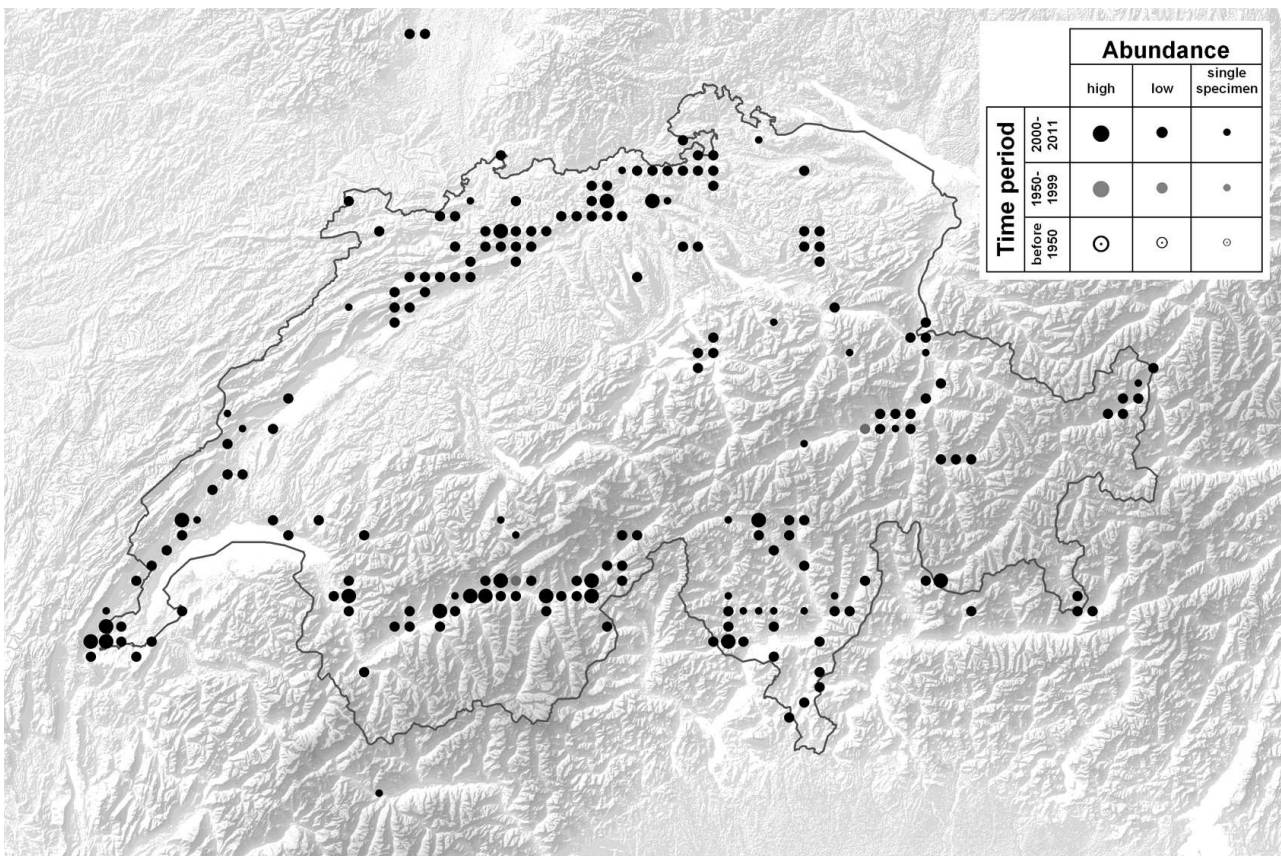 Abundance
high
low
single
specimen
Time period
2000-
2011
1950-
1999
before
1950